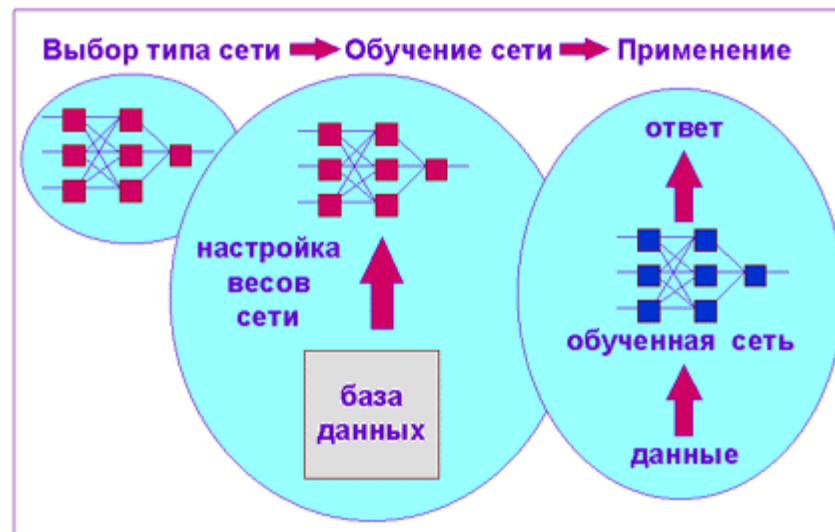 Выбор типа сети
Обучение сети
Применение
настройка
весов
сети
база
данных
ответ
обученная сеть
данные